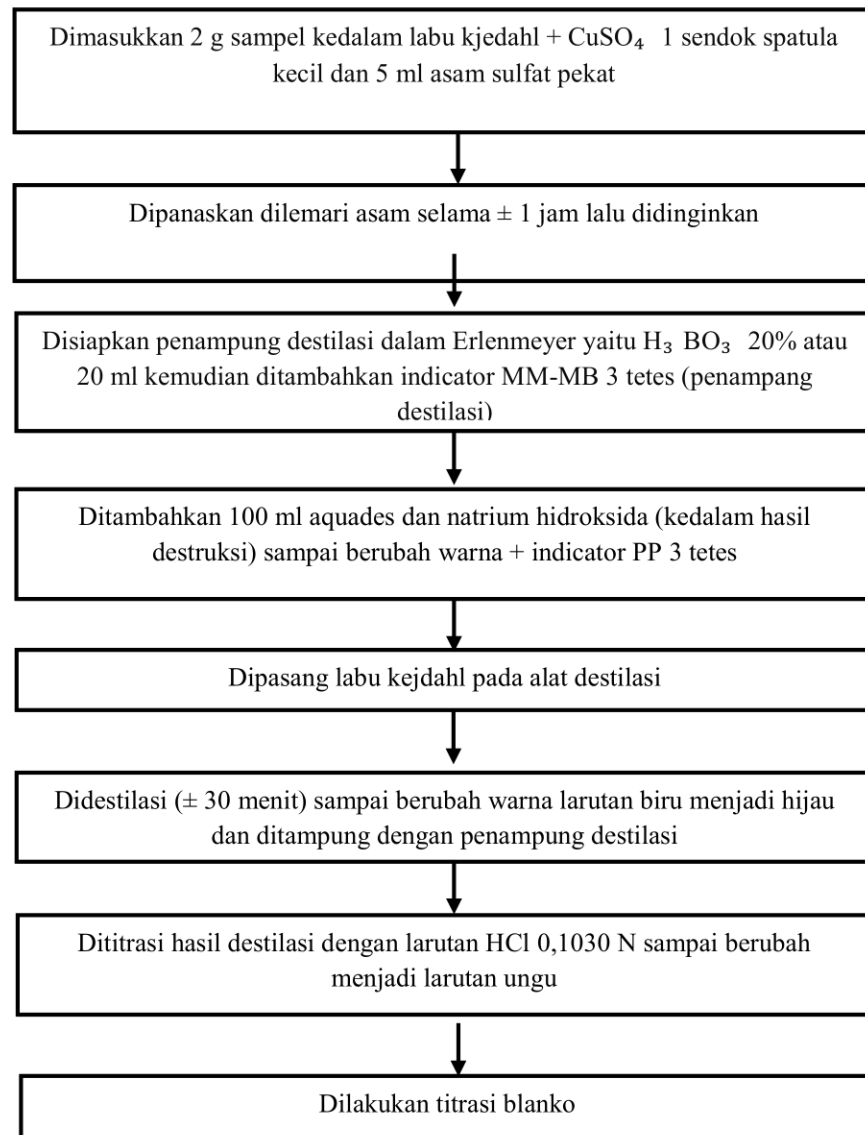 Dimasukkan 2 g sampel kedalam labu kjedahl + CuSO₄ 1 sendok spatula
kecil dan 5 ml asam sulfat pekat
Dipanaskan dilemari asam selama ± 1 jam lalu didinginkan
Disiapkan penampung destilasi dalam Erlenmeyer yaitu H₃ BO₃ 20% atau
20 ml kemudian ditambahkan indicator MM-MB 3 tetes (penampang
destilasi)
Ditambahkan 100 ml aquades dan natrium hidroksida (kedalam hasil
destruksi) sampai berubah warna + indicator PP 3 tetes
Dipasang labu kejdahl pada alat destilasi
Didestilasi (± 30 menit) sampai berubah warna larutan biru menjadi hijau
dan ditampung dengan penampung destilasi
Dititrasi hasil destilasi dengan larutan HCl 0,1030 N sampai berubah
menjadi larutan ungu
Dilakukan titrasi blanko